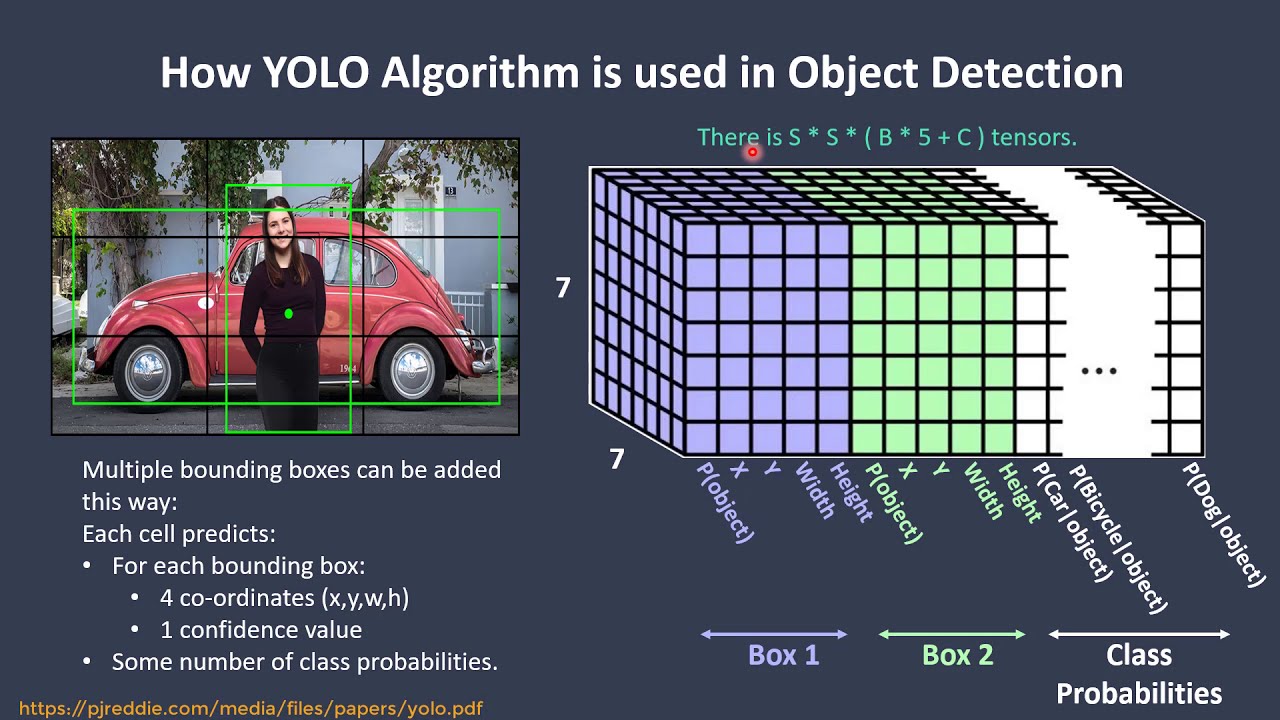 How YOLO Algorithm is used in Object Detection
There is S * S * ( B * 5 + C ) tensors.
13
1964
7
7
P(object)
X
Y
Width
Height
P(object)
X
Y
Width
Height
P(Car|object)
P(Bicycle|object)
...
P(Dog|object)
Box 1
Box 2
Class
Probabilities
Multiple bounding boxes can be added
this way:
Each cell predicts:
• For each bounding box:
• 4 co-ordinates (x,y,w,h)
• 1 confidence value
• Some number of class probabilities.
https://pjreddie.com/media/files/papers/yolo.pdf